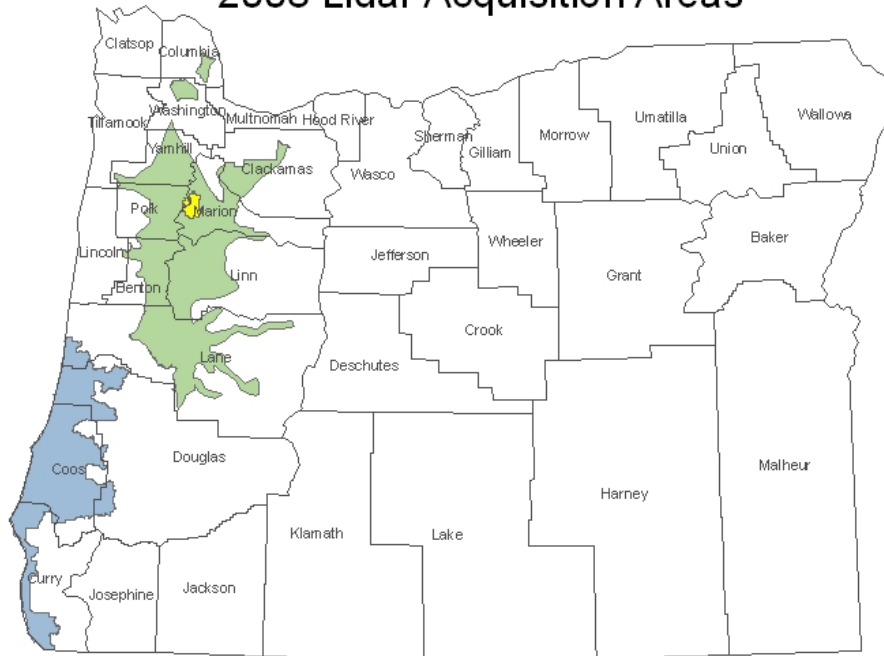 2008 Lidar Acquisition Areas
Clatsop
Columbia
Tillamook
Washington
Multnomah
Hood River
Sherman
Gilliam
Morrow
Umatilla
Union
Wallowa
Yamhill
Clackamas
Wasco
Polk
Marion
Lincoln
Jefferson
Wheeler
Grant
Baker
Benton
Linn
Crook
Lane
Deschutes
Coos
Douglas
Klamath
Lake
Harney
Malheur
Curry
Josephine
Jackson